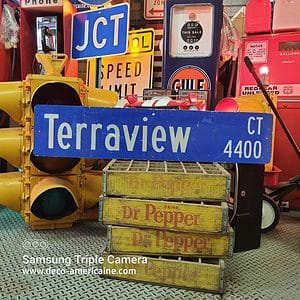 JCT
SPEED
LIMIT
GULF
Terraview CT
4400
Dr Pepper
Dr Pepper
Dr Pepper
Samsung Triple Camera
www.deco-americaine.com